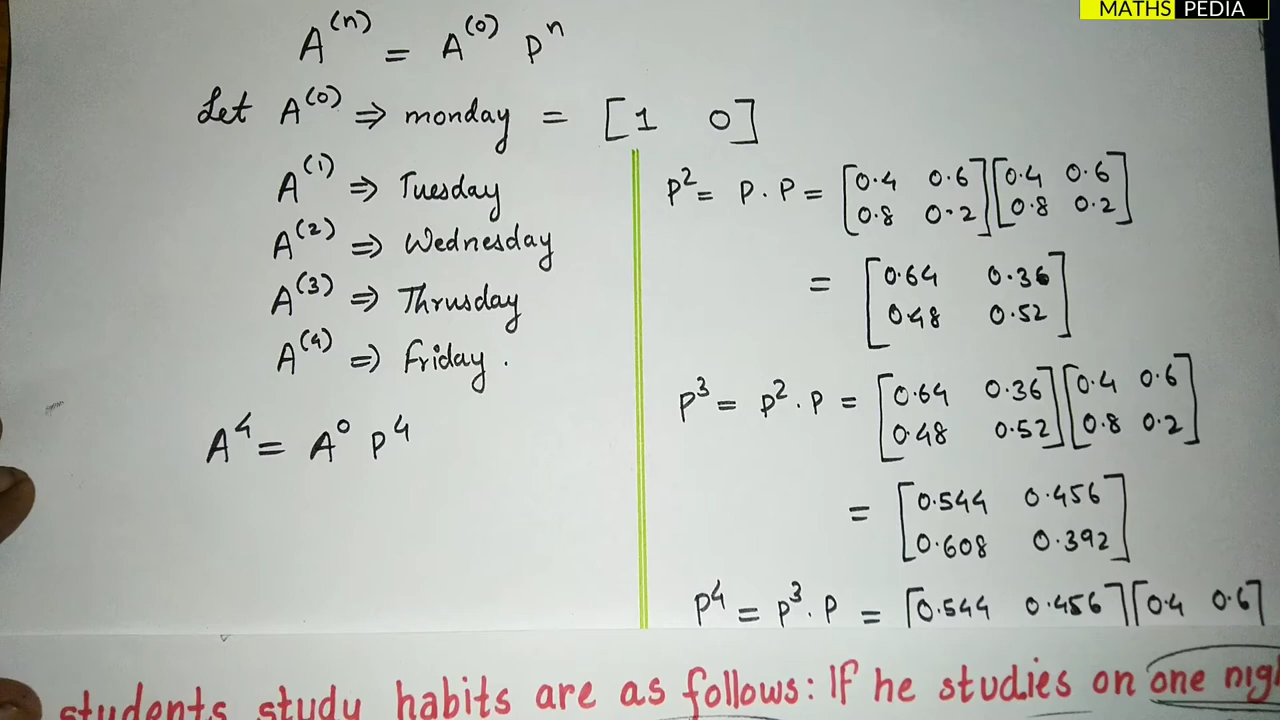 MATHS PEDIA
A^(n) = A^(0) P^n
Let A^(0) ⇒ monday = [1 0]
A^(1) ⇒ Tuesday
A^(2) ⇒ Wednesday
A^(3) ⇒ Thrusday
A^(4) ⇒ Friday.
A^4 = A^0 P^4
P^2 = P . P = [0.4 0.6] [0.4 0.6]
[0.8 0.2] [0.8 0.2]
= [0.64 0.36]
[0.48 0.52]
P^3 = P^2 . P = [0.64 0.36] [0.4 0.6]
[0.48 0.52] [0.8 0.2]
= [0.544 0.456]
[0.608 0.392]
P^4 = P^3 . P = [0.544 0.456] [0.4 0.6]
students study habits are as follows: If he studies on one nig